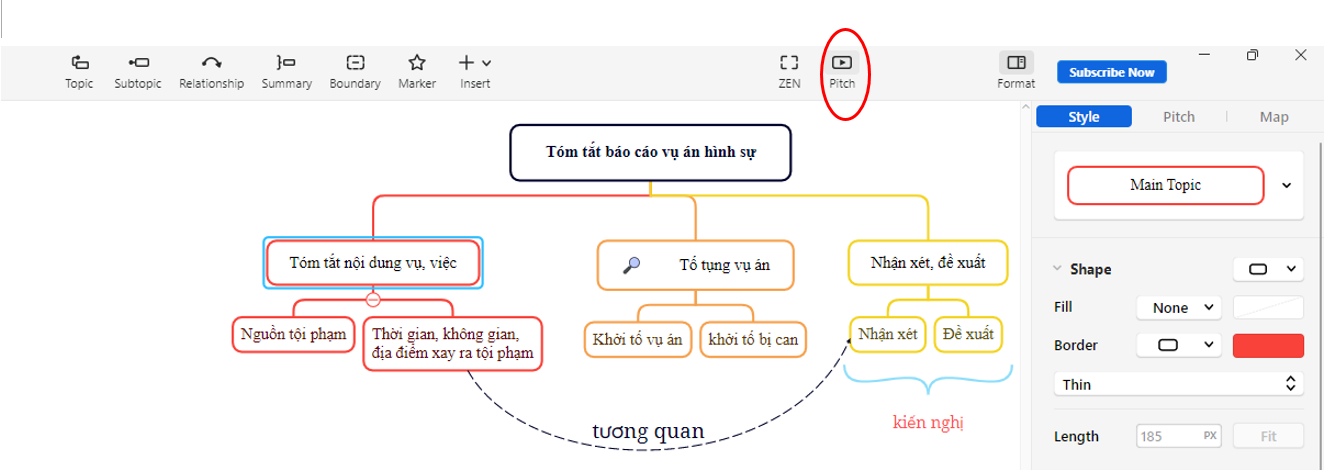 Topic Subtopic Relationship Summary Boundary Marker Insert ZEN Pitch Format Subscribe Now
Style Pitch Map
Tóm tắt báo cáo vụ án hình sự
Main Topic
Tóm tắt nội dung vụ, việc
Tố tụng vụ án
Nhận xét, đề xuất
Shape
Fill None
Nguồn tội phạm
Thời gian, không gian,
địa điểm xay ra tội phạm
Khởi tố vụ án
khởi tố bị can
Nhận xét
Đề xuất
Border
Thin
kiến nghị
tương quan
Length 185 PX Fit